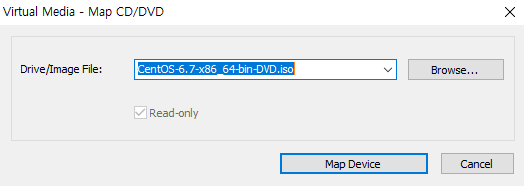 Virtual Media - Map CD/DVD
Drive/Image File:
CentOS-6.7-x86_64-bin-DVD.iso
Browse...
Read-only
Map Device
Cancel